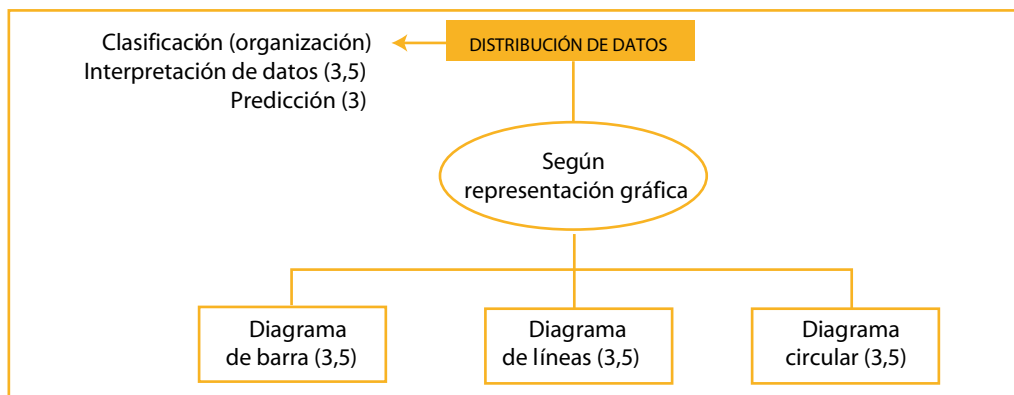 Clasificación (organización)
Interpretación de datos (3,5)
Predicción (3)
DISTRIBUCIÓN DE DATOS
Según
representación gráfica
Diagrama
de barra (3,5)
Diagrama
de líneas (3,5)
Diagrama
circular (3,5)